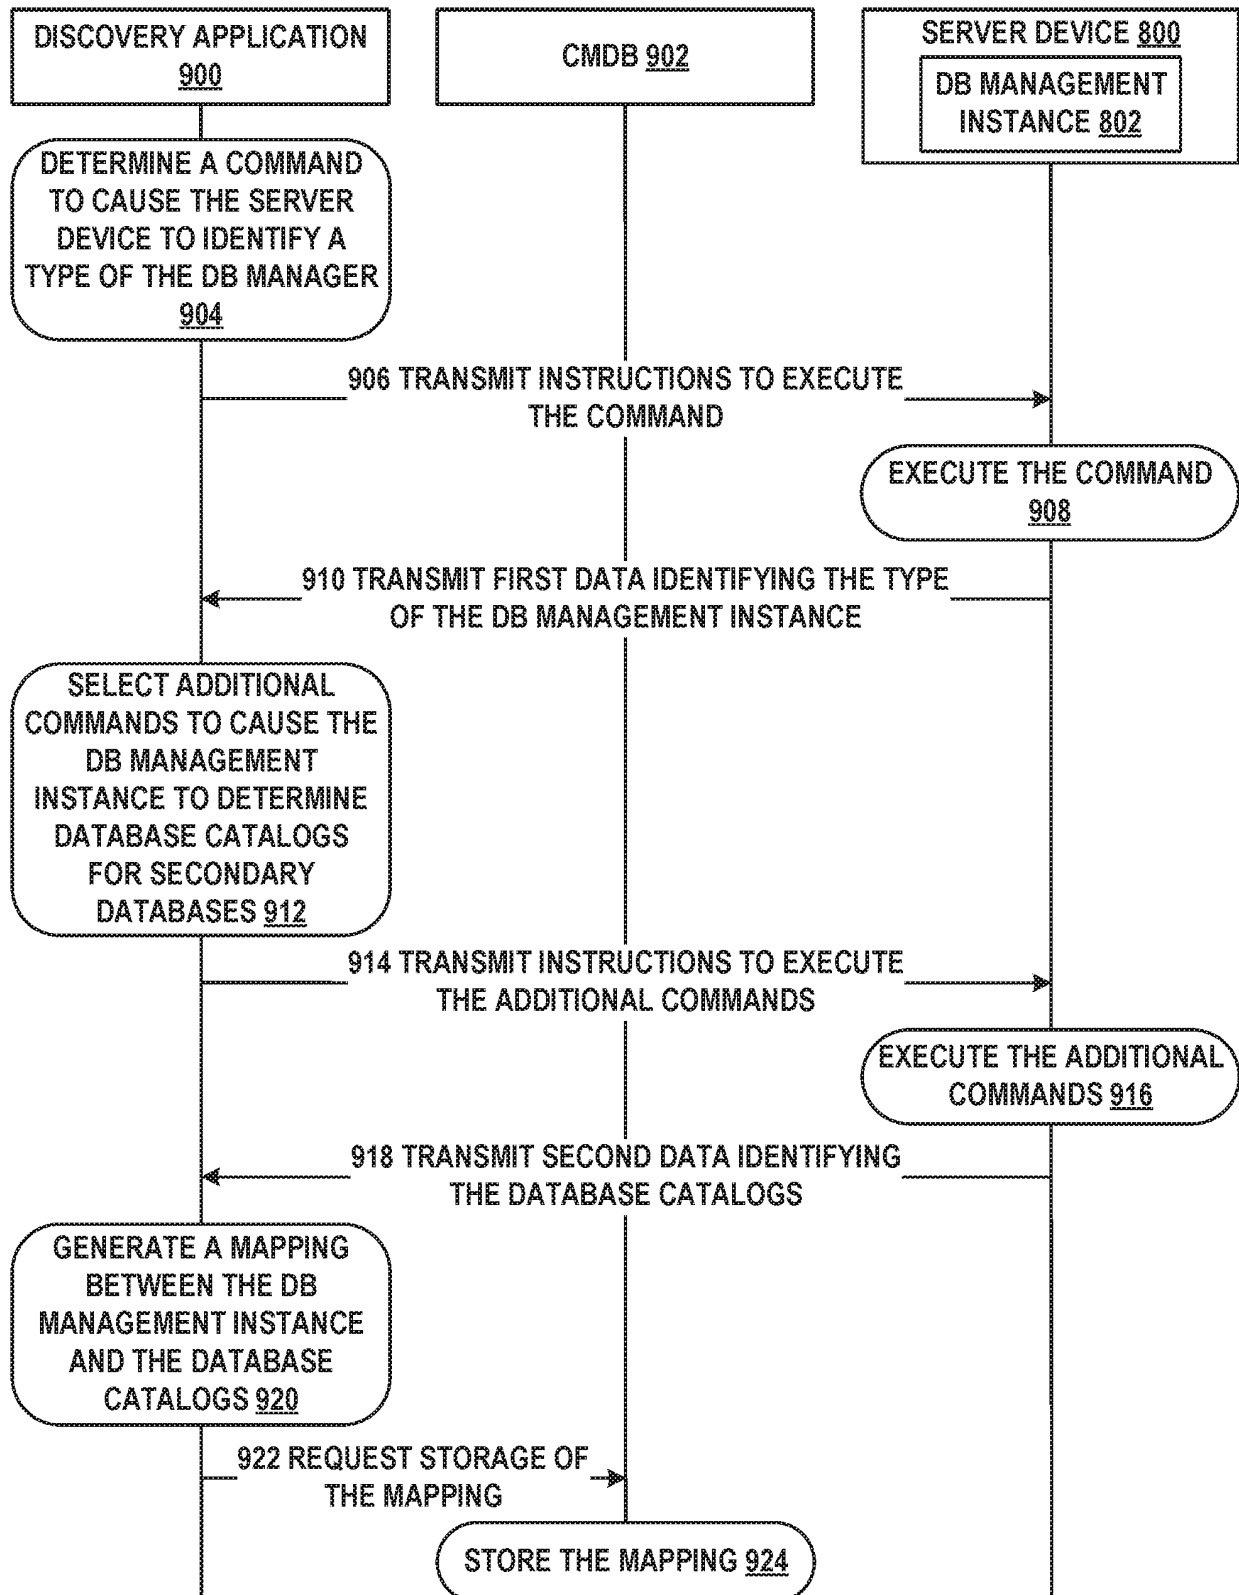 DISCOVERY APPLICATION
900
CMDB 902
SERVER DEVICE 800
DB MANAGEMENT
INSTANCE 802
DETERMINE A COMMAND
TO CAUSE THE SERVER
DEVICE TO IDENTIFY A
TYPE OF THE DB MANAGER
904
906 TRANSMIT INSTRUCTIONS TO EXECUTE
THE COMMAND
EXECUTE THE COMMAND
908
910 TRANSMIT FIRST DATA IDENTIFYING THE TYPE
OF THE DB MANAGEMENT INSTANCE
SELECT ADDITIONAL
COMMANDS TO CAUSE THE
DB MANAGEMENT
INSTANCE TO DETERMINE
DATABASE CATALOGS
FOR SECONDARY
DATABASES 912
914 TRANSMIT INSTRUCTIONS TO EXECUTE
THE ADDITIONAL COMMANDS
EXECUTE THE ADDITIONAL
COMMANDS 916
918 TRANSMIT SECOND DATA IDENTIFYING
THE DATABASE CATALOGS
GENERATE A MAPPING
BETWEEN THE DB
MANAGEMENT INSTANCE
AND THE DATABASE
CATALOGS 920
922 REQUEST STORAGE OF
THE MAPPING
STORE THE MAPPING 924